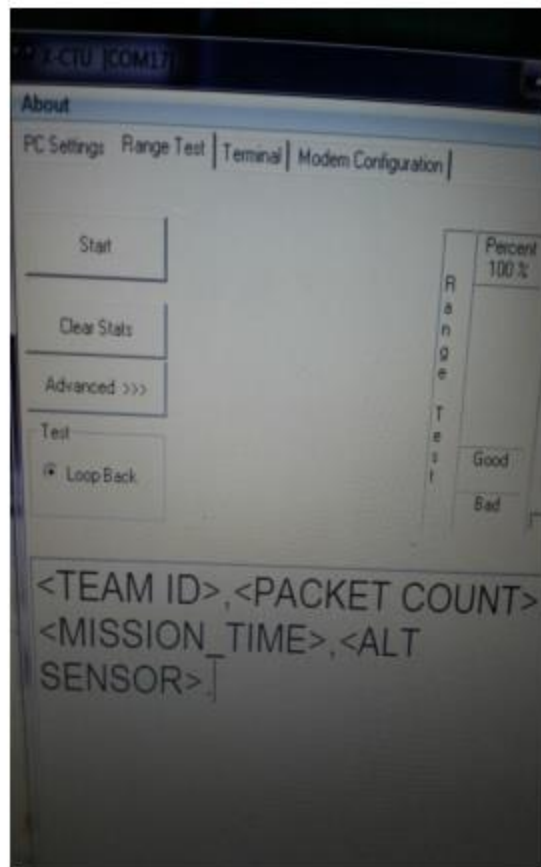 X-CTU [COM17]
About
PC Settings Range Test Terminal Modem Configuration
Start
Clear Stats
Advanced >>>
Test
Loop Back
Percent
100 %
Range Test
Good
Bad
<TEAM ID>,<PACKET COUNT>
<MISSION_TIME>,<ALT
SENSOR>.